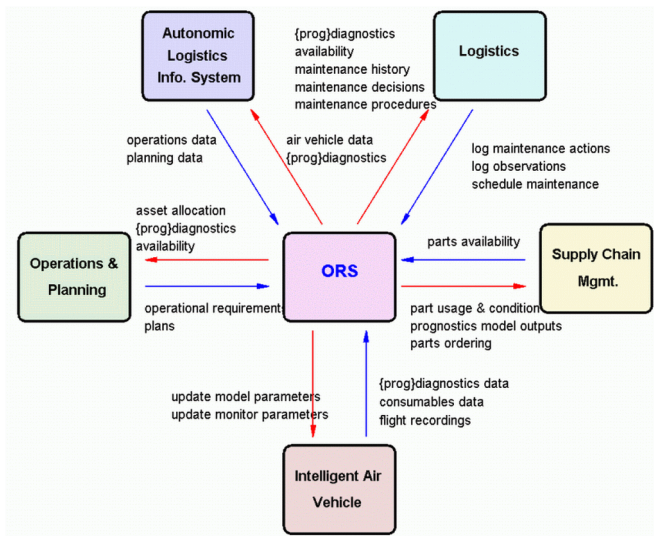 Autonomic
Logistics
Info. System
{prog}diagnostics
availability
maintenance history
maintenance decisions
maintenance procedures
Logistics
operations data
planning data
air vehicle data
{prog}diagnostics
log maintenance actions
log observations
schedule maintenance
asset allocation
{prog}diagnostics
availability
Operations &
Planning
ORS
parts availability
Supply Chain
Mgmt.
operational requirement
plans
part usage & condition
prognostics model outputs
parts ordering
update model parameters
update monitor parameters
{prog}diagnostics data
consumables data
flight recordings
Intelligent Air
Vehicle